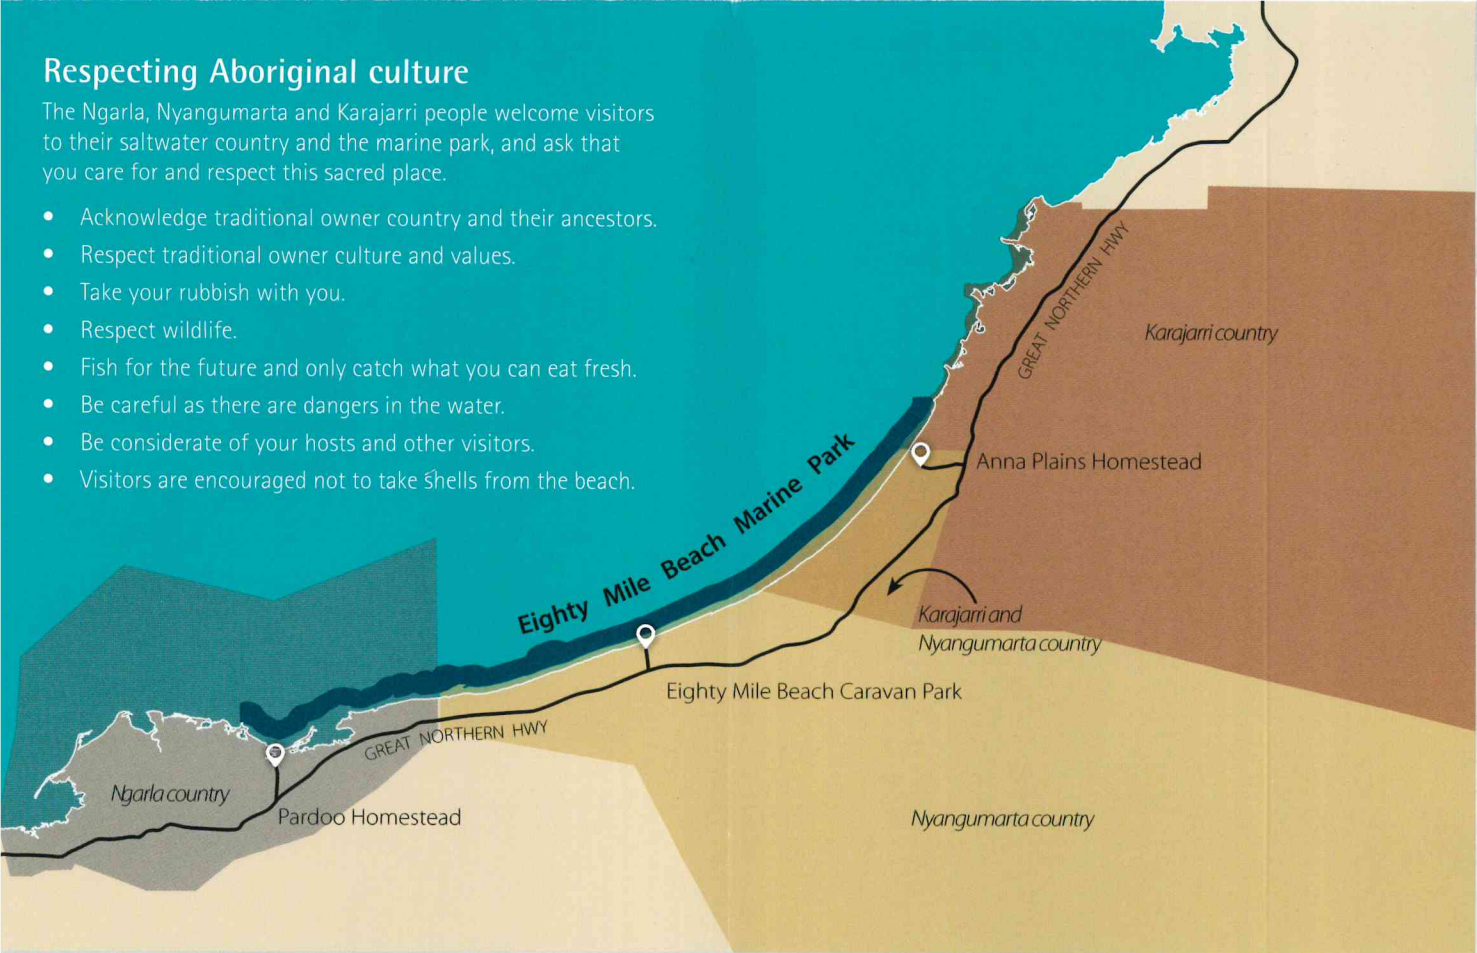 Respecting Aboriginal culture
The Ngarla, Nyangumarta and Karajarri people welcome visitors
to their saltwater country and the marine park, and ask that
you care for and respect this sacred place.
• Acknowledge traditional owner country and their ancestors.
• Respect traditional owner culture and values.
• Take your rubbish with you.
• Respect wildlife.
• Fish for the future and only catch what you can eat fresh.
• Be careful as there are dangers in the water.
• Be considerate of your hosts and other visitors.
• Visitors are encouraged not to take shells from the beach.
GREAT NORTHERN HWY
Karajarri country
Eighty Mile Beach Marine Park
Anna Plains Homestead
Karajarri and
Nyangumarta country
Eighty Mile Beach Caravan Park
GREAT NORTHERN HWY
Ngarla country
Pardoo Homestead
Nyangumarta country